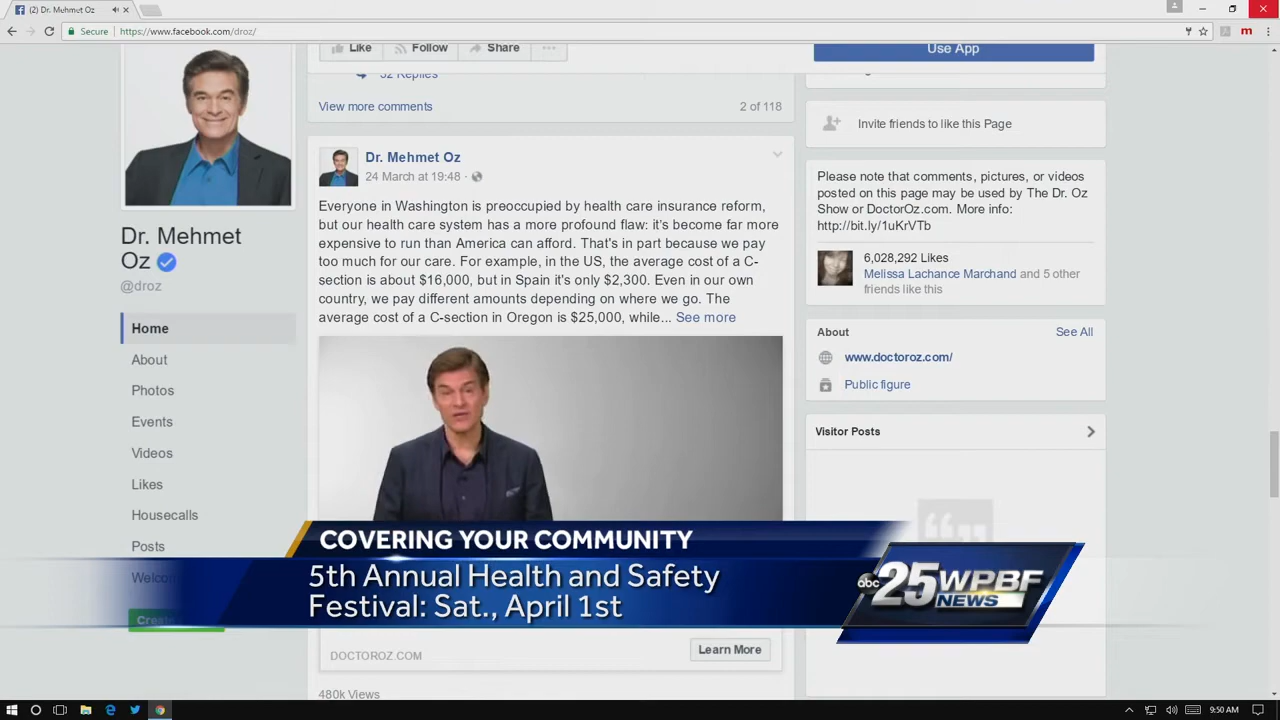 (2) Dr. Mehmet Oz
Secure
https://www.facebook.com/droz/
Like
Follow
Share
Use App
32 Replies
View more comments
2 of 118
Dr. Mehmet Oz
@droz
Home
About
Photos
Events
Videos
Likes
Housecalls
Posts
Dr. Mehmet Oz
24 March at 19:48
Everyone in Washington is preoccupied by health care insurance reform,
but our health care system has a more profound flaw: it's become far more
expensive to run than America can afford. That's in part because we pay
too much for our care. For example, in the US, the average cost of a C-
section is about $16,000, but in Spain it's only $2,300. Even in our own
country, we pay different amounts depending on where we go. The
average cost of a C-section in Oregon is $25,000, while... See more
Invite friends to like this Page
Please note that comments, pictures, or videos
posted on this page may be used by The Dr. Oz
Show or DoctorOz.com. More info:
http://bit.ly/1uKrVTb
6,028,292 Likes
Melissa Lachance Marchand and 5 other
friends like this
About
See All
www.doctoroz.com/
Public figure
Visitor Posts
COVERING YOUR COMMUNITY
5th Annual Health and Safety
Festival: Sat., April 1st
abc 25 WPBF
NEWS
DOCTOROZ.COM
Learn More
480k Views
9:50 AM